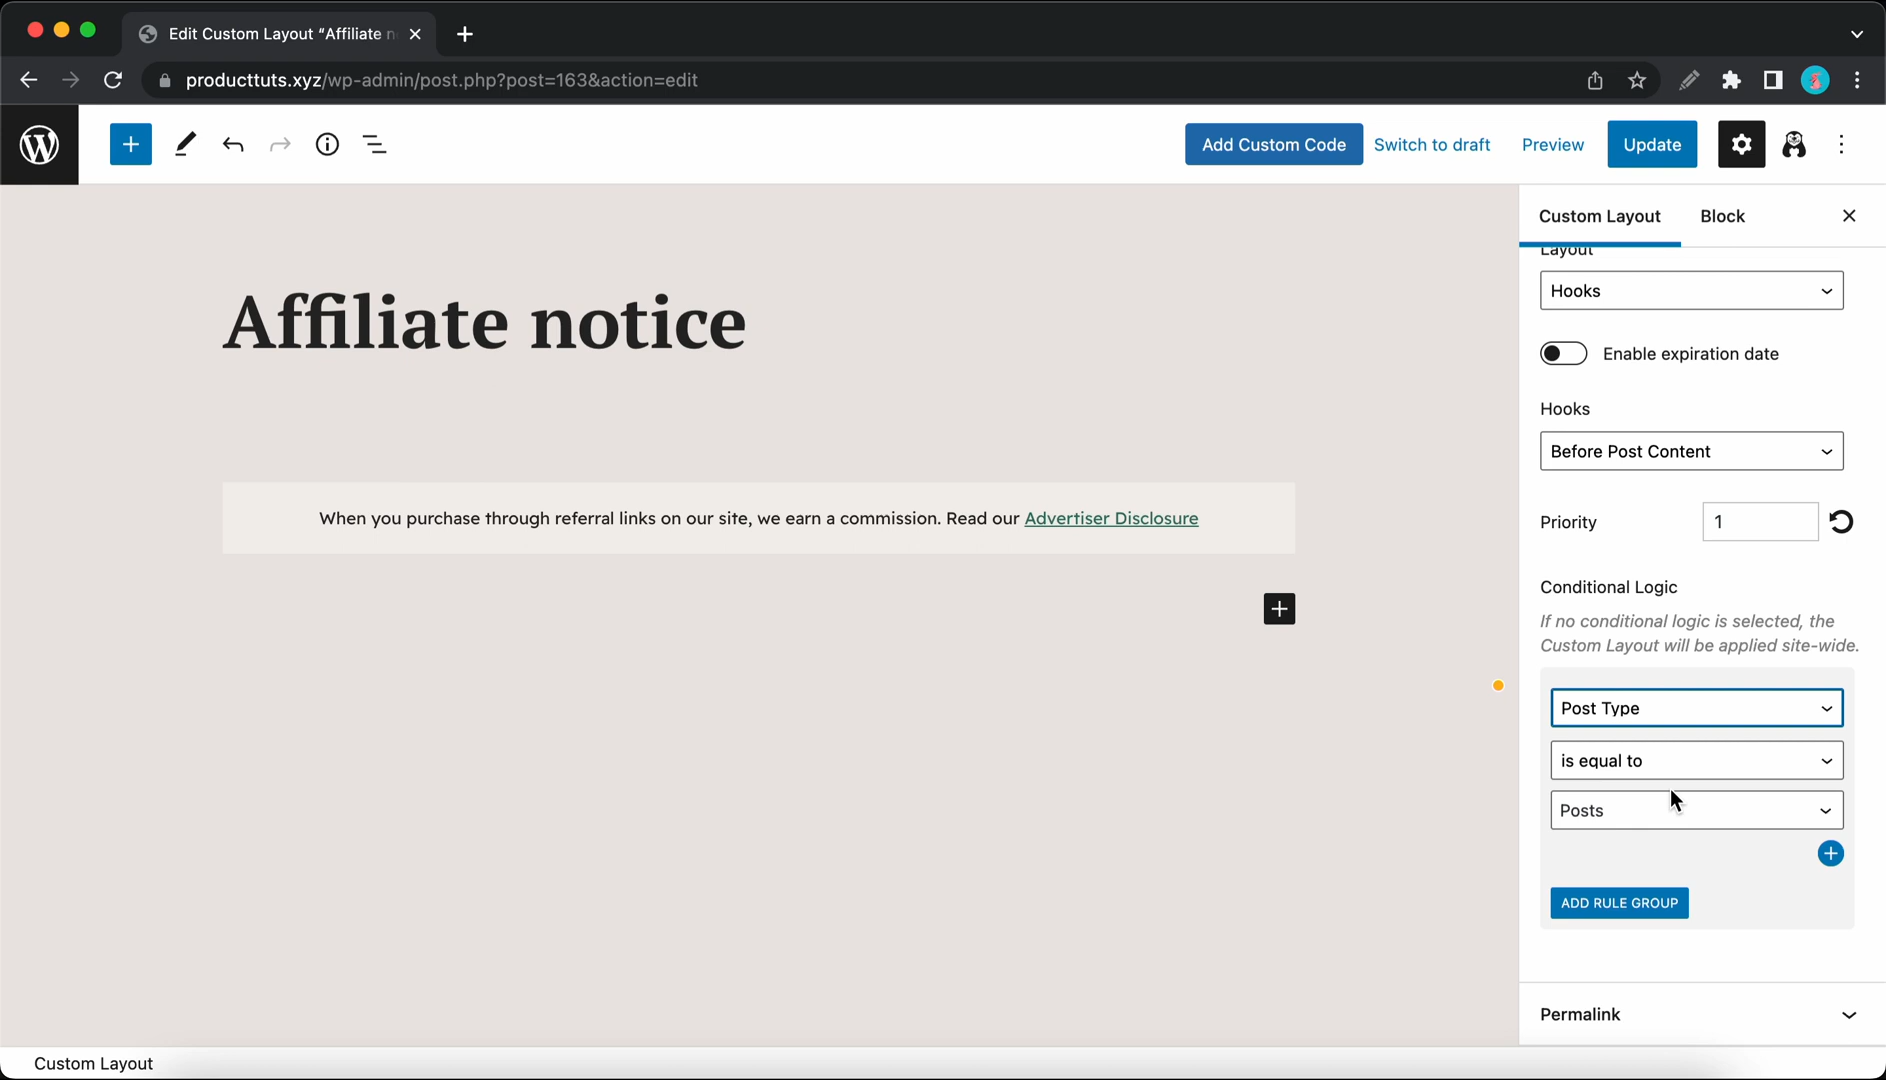 Edit Custom Layout "Affiliate n
producttuts.xyz/wp-admin/post.php?post=163&action=edit
Add Custom Code
Switch to draft
Preview
Update
Custom Layout
Block
Layout
Hooks
Enable expiration date
Hooks
Before Post Content
Priority
1
Conditional Logic
If no conditional logic is selected, the
Custom Layout will be applied site-wide.
Post Type
is equal to
Posts
ADD RULE GROUP
Permalink
Affiliate notice
When you purchase through referral links on our site, we earn a commission. Read our Advertiser Disclosure
Custom Layout